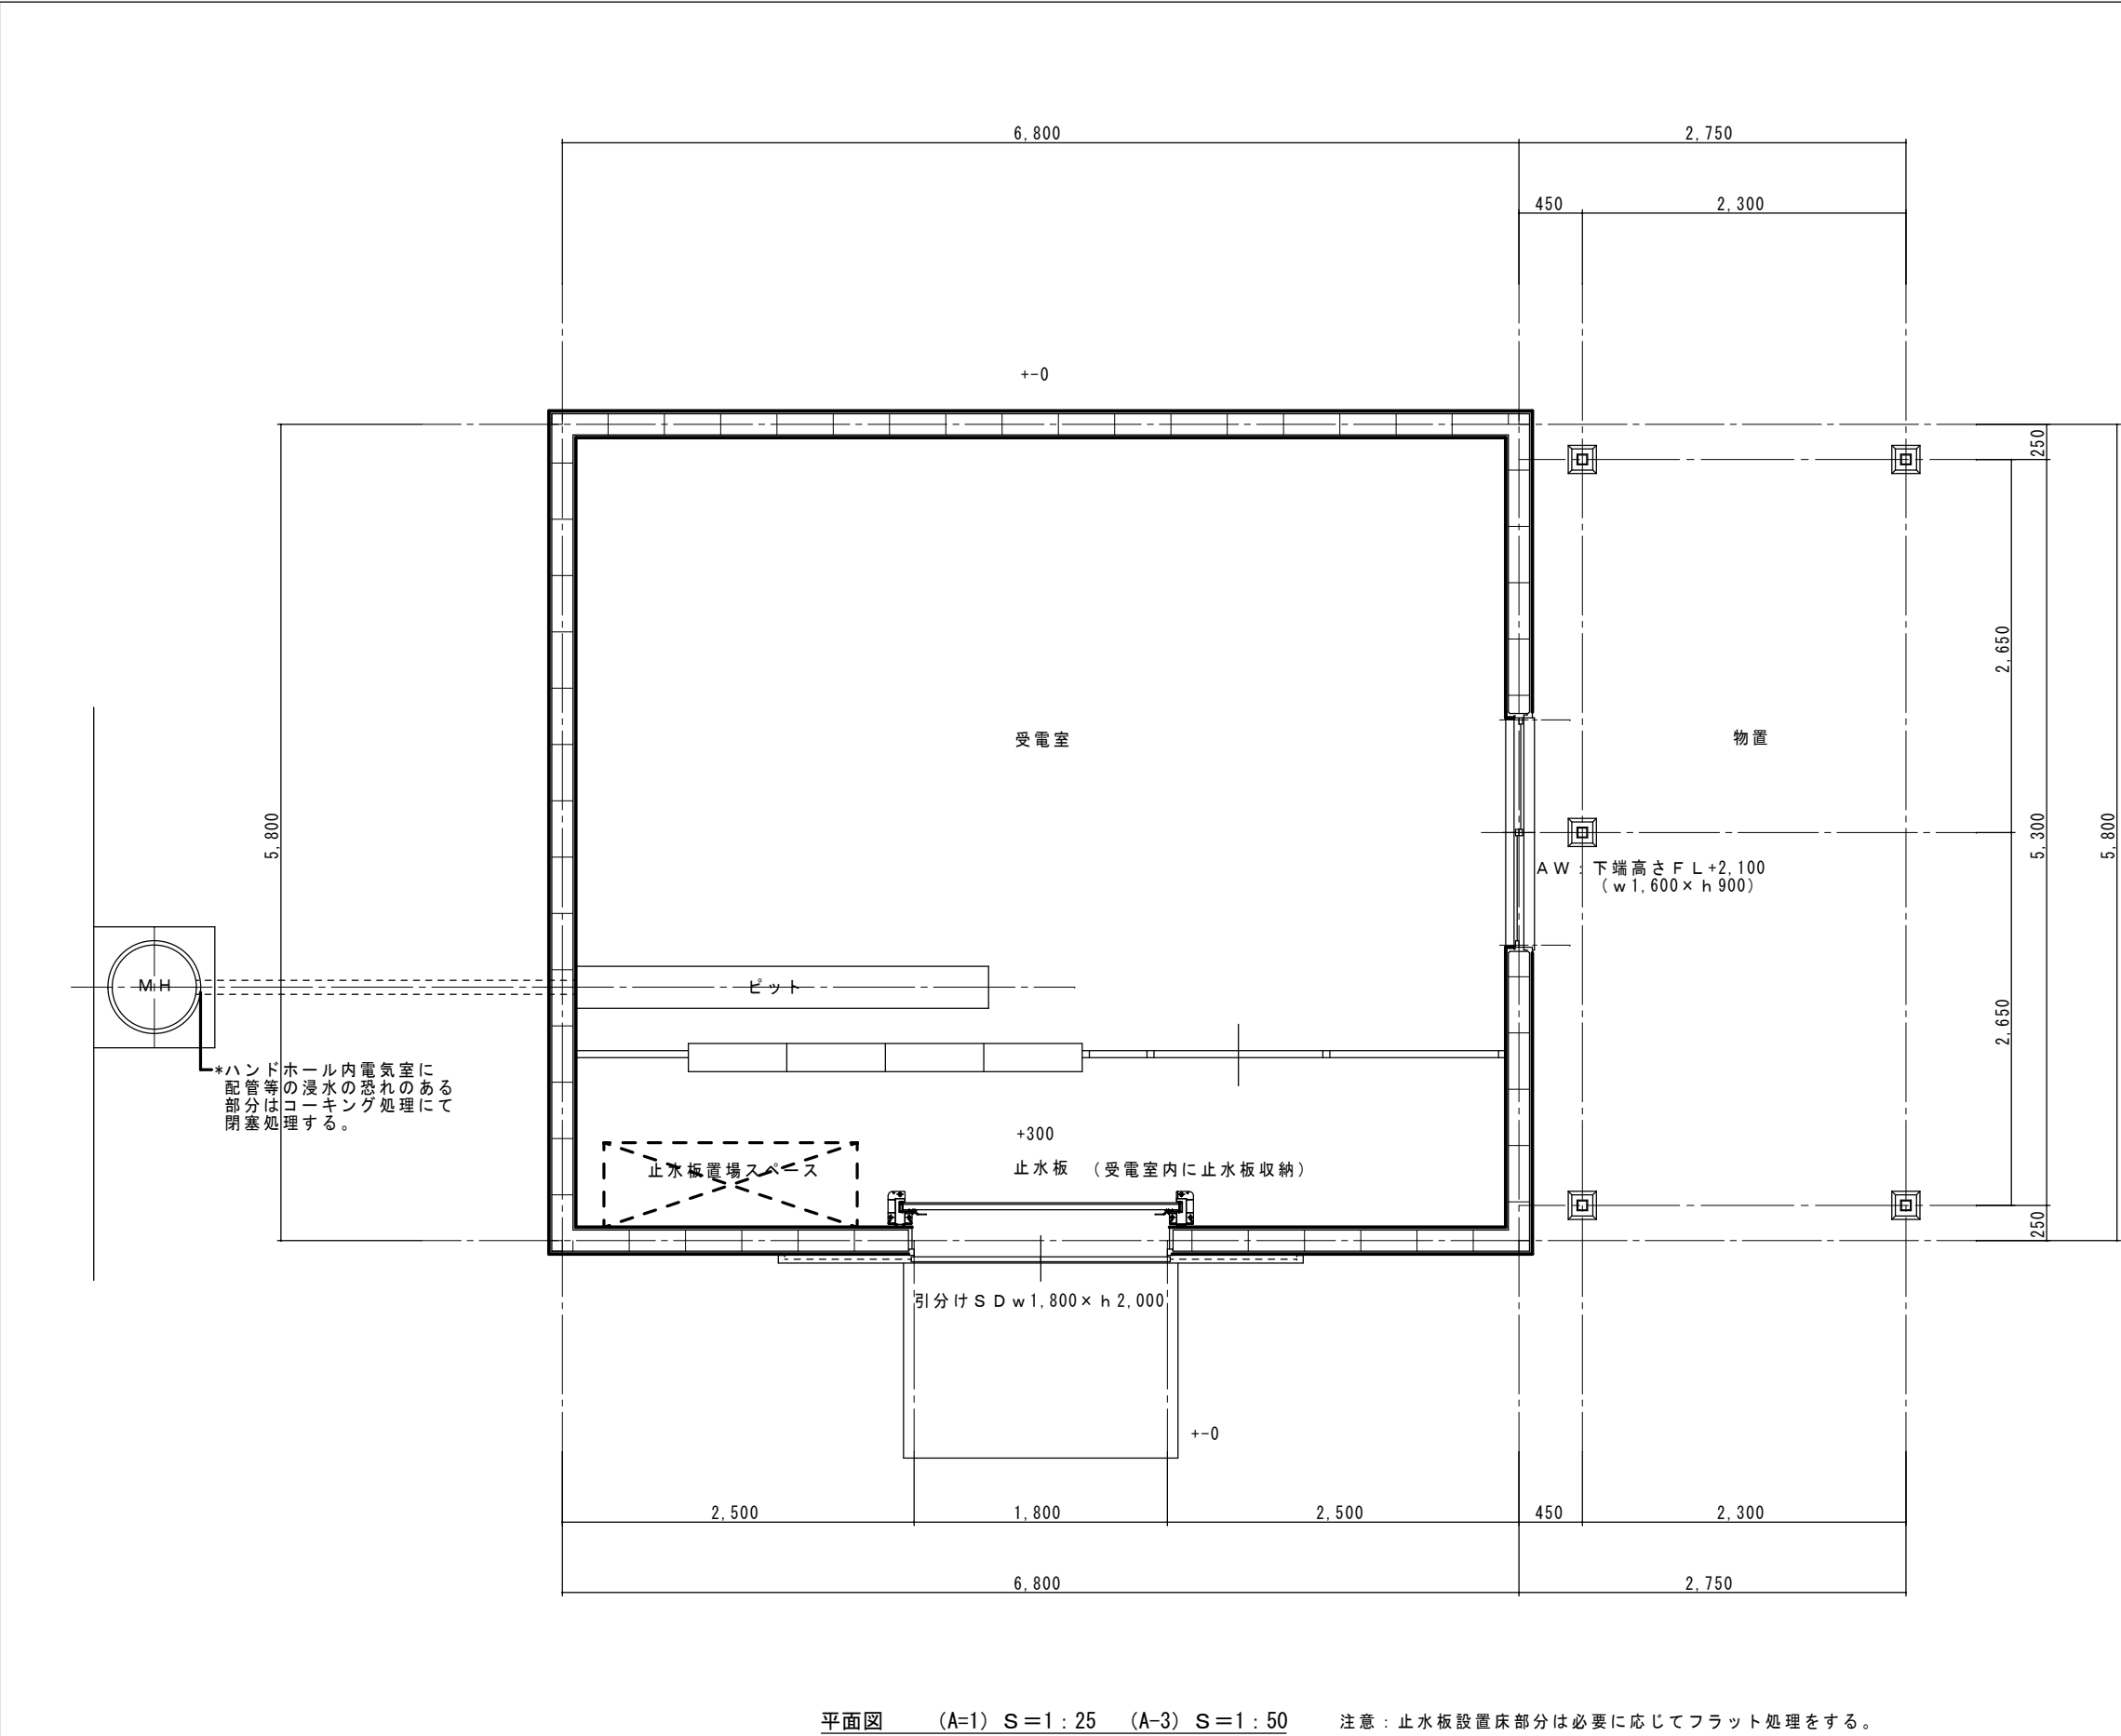 6,800
2,750
450
2,300
+-0
250
2,650
受電室
物置
5,800
5,300
5,800
AW：下端高さＦＬ+2,100
（ｗ1,600×ｈ900）
ピット
MH
2,650
*ハンドホール内電気室に
配管等の浸水の恐れのある
部分はコーキング処理にて
閉塞処理する。
+300
止水板置場スペース
止水板　（受電室内に止水板収納）
250
引分けＳＤｗ1,800×ｈ2,000
+-0
2,500
1,800
2,500
450
2,300
6,800
2,750
平面図　（A=1）Ｓ＝1：25　（A-3）Ｓ＝1：50　注意：止水板設置床部分は必要に応じてフラット処理をする。